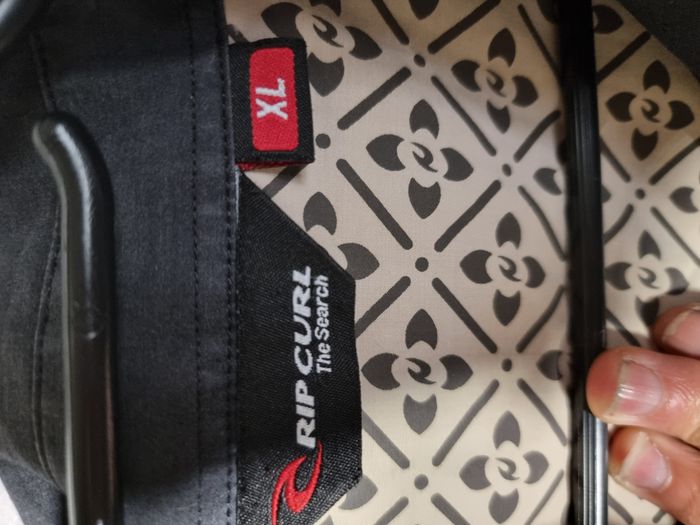 XL
RIP CURL
The Search